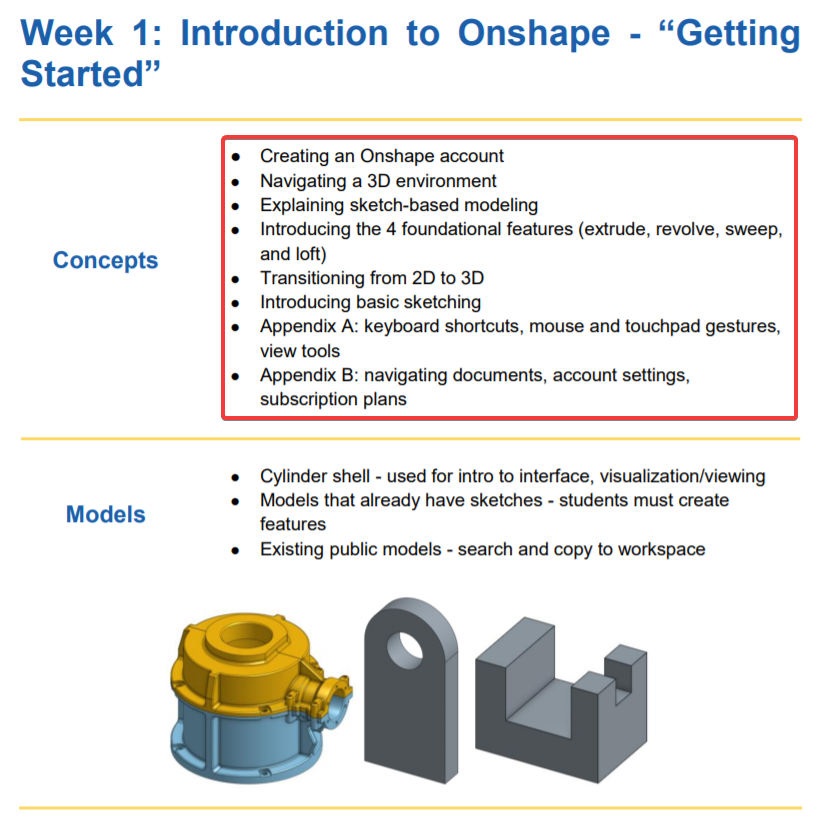 Week 1: Introduction to Onshape - “Getting
Started”
Concepts
● Creating an Onshape account
● Navigating a 3D environment
● Explaining sketch-based modeling
● Introducing the 4 foundational features (extrude, revolve, sweep,
and loft)
● Transitioning from 2D to 3D
● Introducing basic sketching
● Appendix A: keyboard shortcuts, mouse and touchpad gestures,
view tools
● Appendix B: navigating documents, account settings,
subscription plans
Models
● Cylinder shell - used for intro to interface, visualization/viewing
● Models that already have sketches - students must create
features
● Existing public models - search and copy to workspace